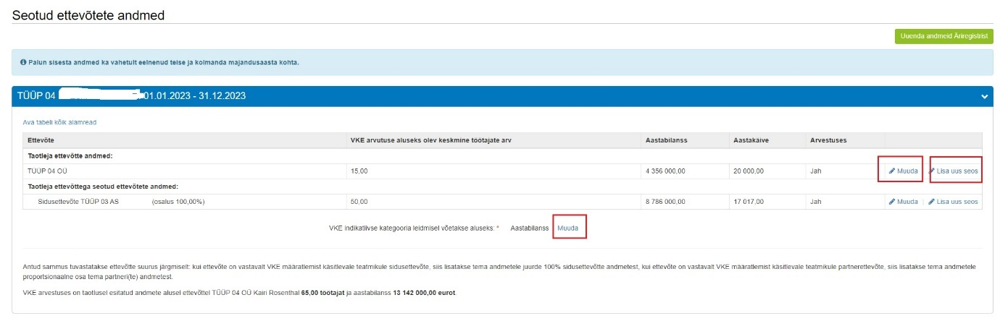 Seotud ettevõtete andmed
Uuenda andmeid Äriregistrist
Palun sisesta andmed ka vahetult eelnenud teise ja kolmanda majandusaasta kohta.
TÜÜP 04 01.01.2023 - 31.12.2023
Ava tabeli kõik alamread
Ettevõte VKE arvutuse aluseks olev keskmine töötajate arv Aastabilanss Aastakäive Arvestuses
Taotleja ettevõtte andmed:
TÜÜP 04 OÜ 15,00 4 356 000,00 20 000,00 Jah Muuda Lisa uus seos
Taotleja ettevõttega seotud ettevõtete andmed:
Sidusettevõte TÜÜP 03 AS (osalus 100,00%) 50,00 8 786 000,00 17 017,00 Jah Muuda Lisa uus seos
VKE indikatiivse kategooria leidmisel võetakse aluseks: * Aastabilanss Muuda
Antud sammus tuvastatakse ettevõtte suurus järgmiselt: kui ettevõte on vastavalt VKE määratlemist käsitlevale teatmikule sidusettevõte, siis lisatakse tema andmetele juurde 100% sidusettevõtte andmetest, kui ettevõte on vastavalt VKE määratlemist käsitlevale teatmikule partnerettevõte, siis lisatakse tema andmetele
proportsionaalne osa tema partneri(te) andmetest.
VKE arvestuses on taotlusel esitatud andmete alusel ettevõttel TÜÜP 04 OÜ Kairi Rosenthal 65,00 töötajat ja aastabilanss 13 142 000,00 eurot.